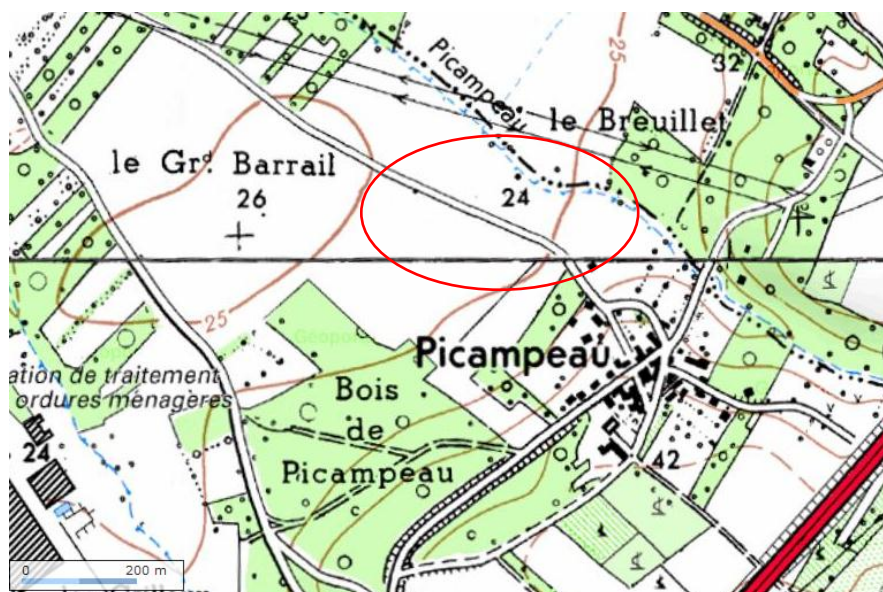 25
Picampeau
32
le Breuillet
le Grd. Barrail
26
24
25
Picampeau
ation de traitement
ordures ménagères
Bois
de
Picampeau
24
42
0 200 m